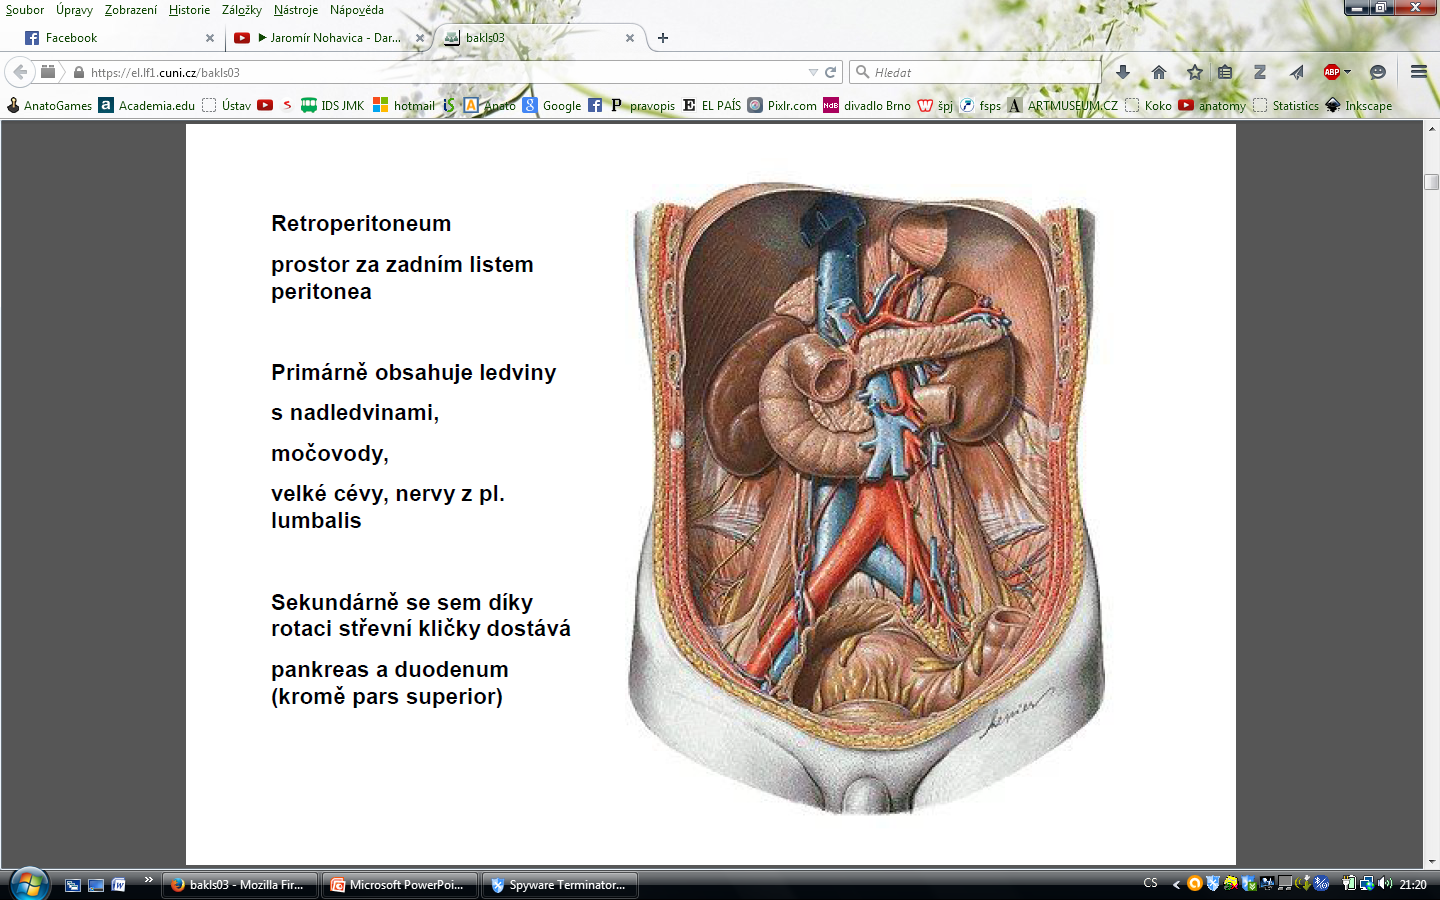 Soubor Úpravy Zobrazení Historie Záložky Nástroje Nápověda
Facebook
Jaromír Nohavica - Dar...
bakls03
https://el.lf1.cuni.cz/bakls03
Hledat
ABP
AnatoGames Academia.edu Ústav IDS JMK hotmail Anato Google pravopis EL PAÍS Pixlr.com divadlo Brno špj fsps ARTMUSEUM.CZ Koko anatomy Statistics Inkscape
Retroperitoneum
prostor za zadním listem
peritonea
Primárně obsahuje ledviny
s nadledvinami,
močovody,
velké cévy, nervy z pl.
lumbalis
Sekundárně se sem díky
rotaci střevní kličky dostává
pankreas a duodenum
(kromě pars superior)
bakls03 - Mozilla Fir...
Microsoft PowerPoi...
Spyware Terminator...
CS
21:20